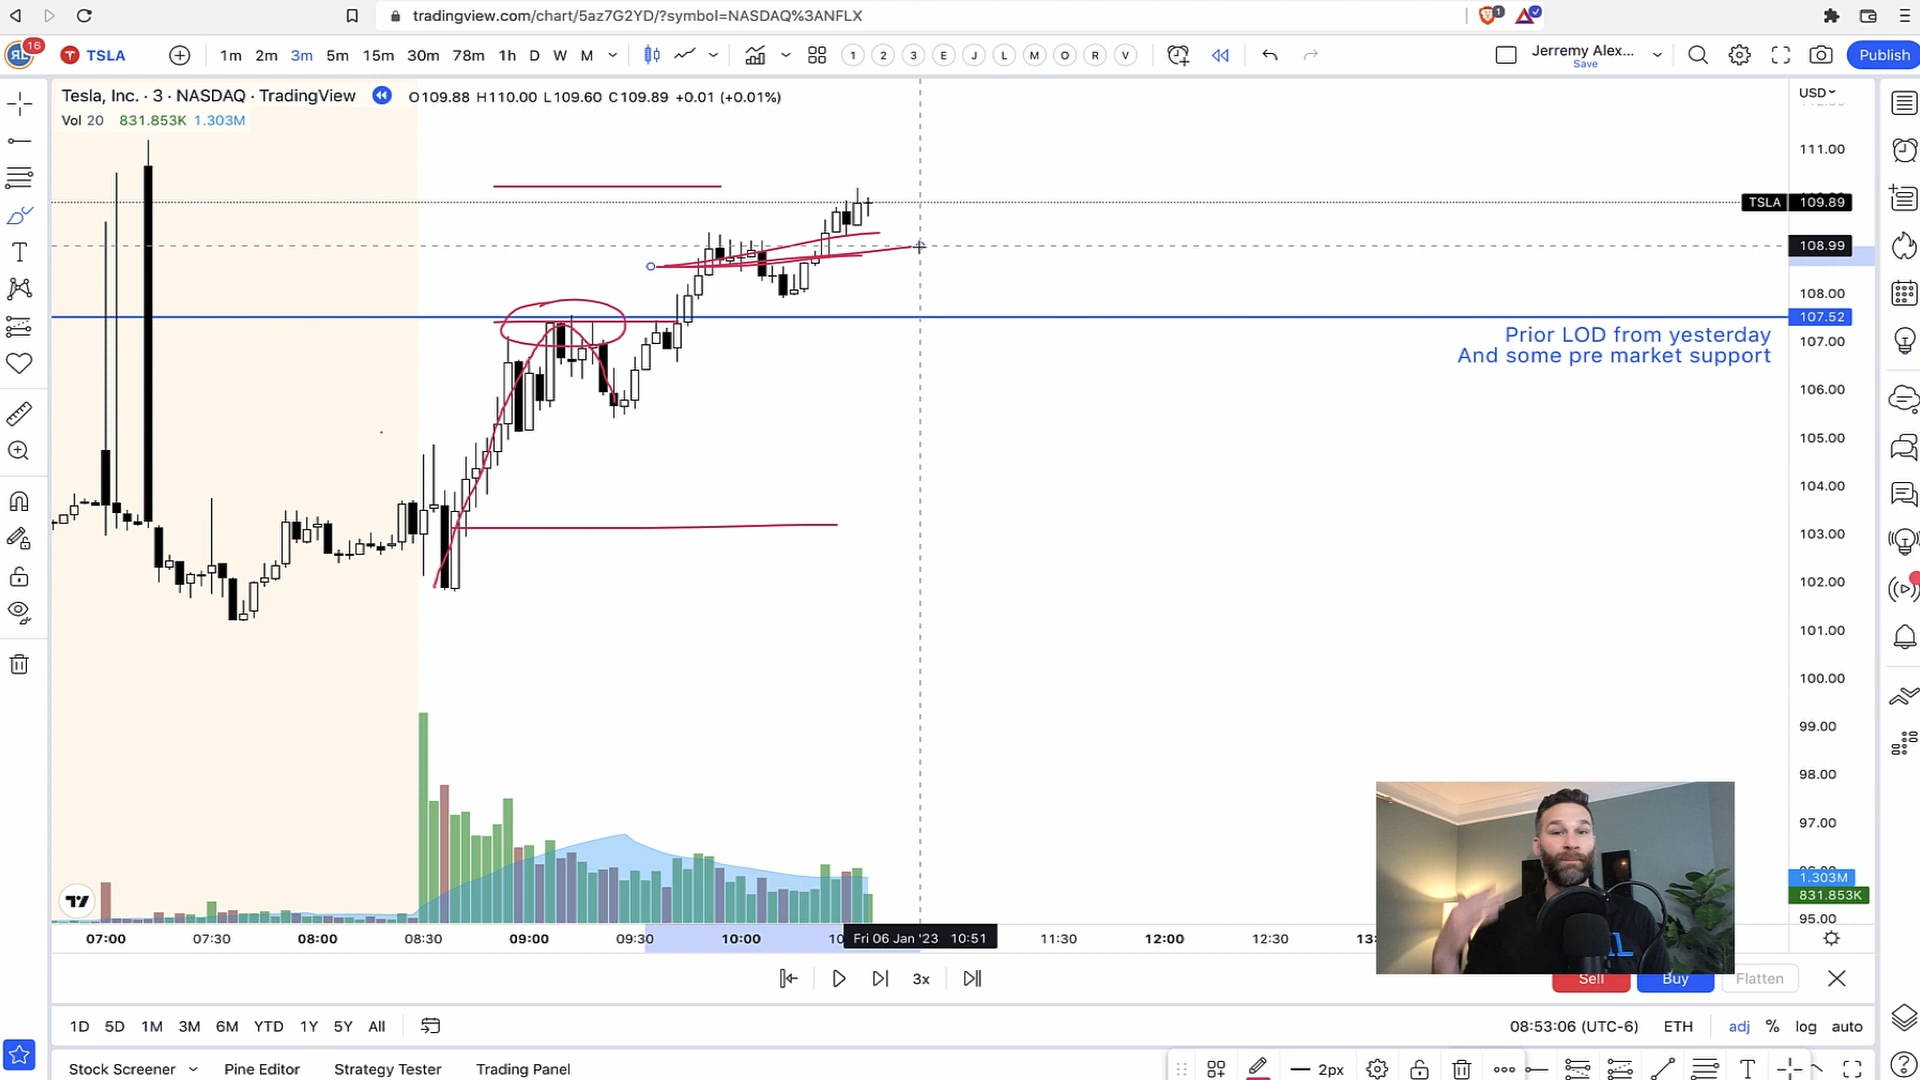 tradingview.com/chart/5az7G2YD/?symbol=NASDAQ%3ANFLX
1
16
TSLA
1m 2m 3m 5m 15m 30m 78m 1h D W M
1 2 3 E J L M O R V
Jerremy Alex...
Save
Publish
Tesla, Inc. · 3 · NASDAQ · TradingView
O109.88 H110.00 L109.60 C109.89 +0.01 (+0.01%)
USD
Vol 20 831.853K 1.303M
111.00
TSLA 109.89
108.99
108.00
107.52
Prior LOD from yesterday
And some pre market support
107.00
106.00
105.00
104.00
103.00
102.00
101.00
100.00
99.00
98.00
97.00
1.303M
831.853K
95.00
07:00 07:30 08:00 08:30 09:00 09:30 10:00 Fri 06 Jan '23 10:51 11:30 12:00 12:30
3x
Sell Buy Flatten
1D 5D 1M 3M 6M YTD 1Y 5Y All
08:53:06 (UTC-6) ETH adj % log auto
Stock Screener Pine Editor Strategy Tester Trading Panel
2px